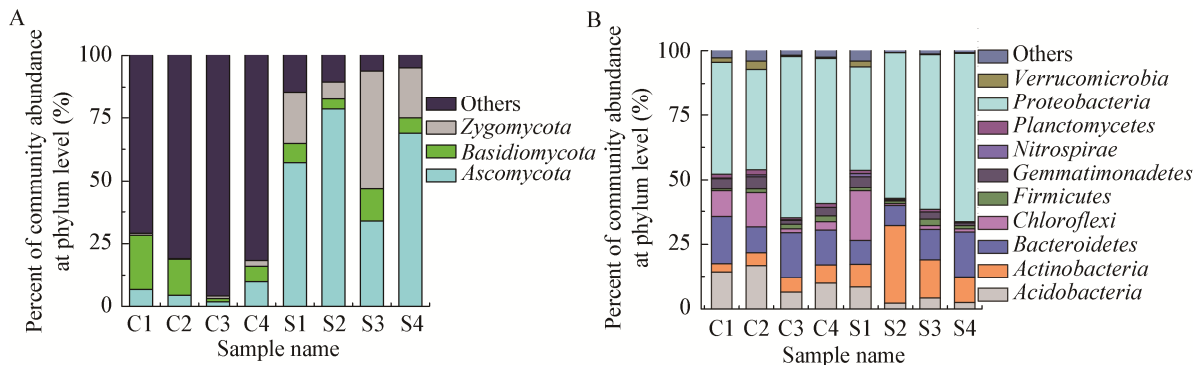 A
Percent of community abundance
at phylum level (%)
100
75
50
25
0
C1 C2 C3 C4 S1 S2 S3 S4
Sample name
Others
Zygomycota
Basidiomycota
Ascomycota
B
Percent of community abundance
at phylum level (%)
100
75
50
25
0
C1 C2 C3 C4 S1 S2 S3 S4
Sample name
Others
Verrucomicrobia
Proteobacteria
Planctomycetes
Nitrospirae
Gemmatimonadetes
Firmicutes
Chloroflexi
Bacteroidetes
Actinobacteria
Acidobacteria